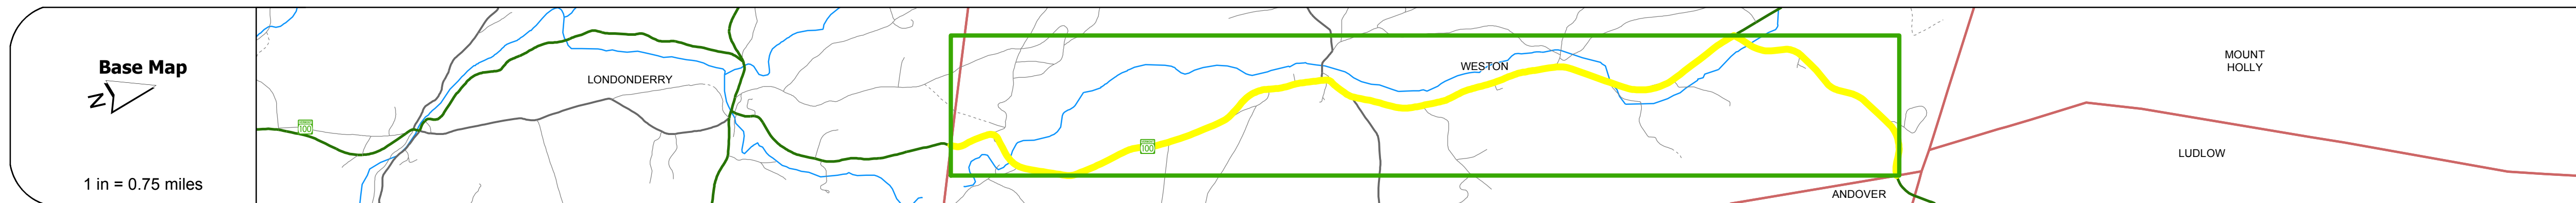 Base Map
N
1 in = 0.75 miles
100
LONDONDERRY
100
WESTON
ANDOVER
MOUNT
HOLLY
LUDLOW